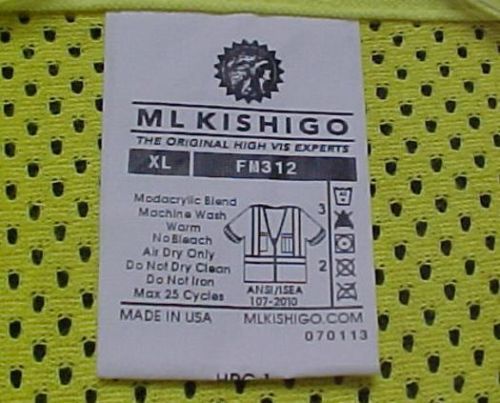 ML KISHIGO
THE ORIGINAL HIGH VIS EXPERTS
XL FM312
Modacrylic Blend
Machine Wash
Warm
No Bleach
Air Dry Only
Do Not Dry Clean
Do Not Iron
Max 25 Cycles
3
2
ANSI/ISEA
107-2010
MADE IN USA MLKISHIGO.COM
070113